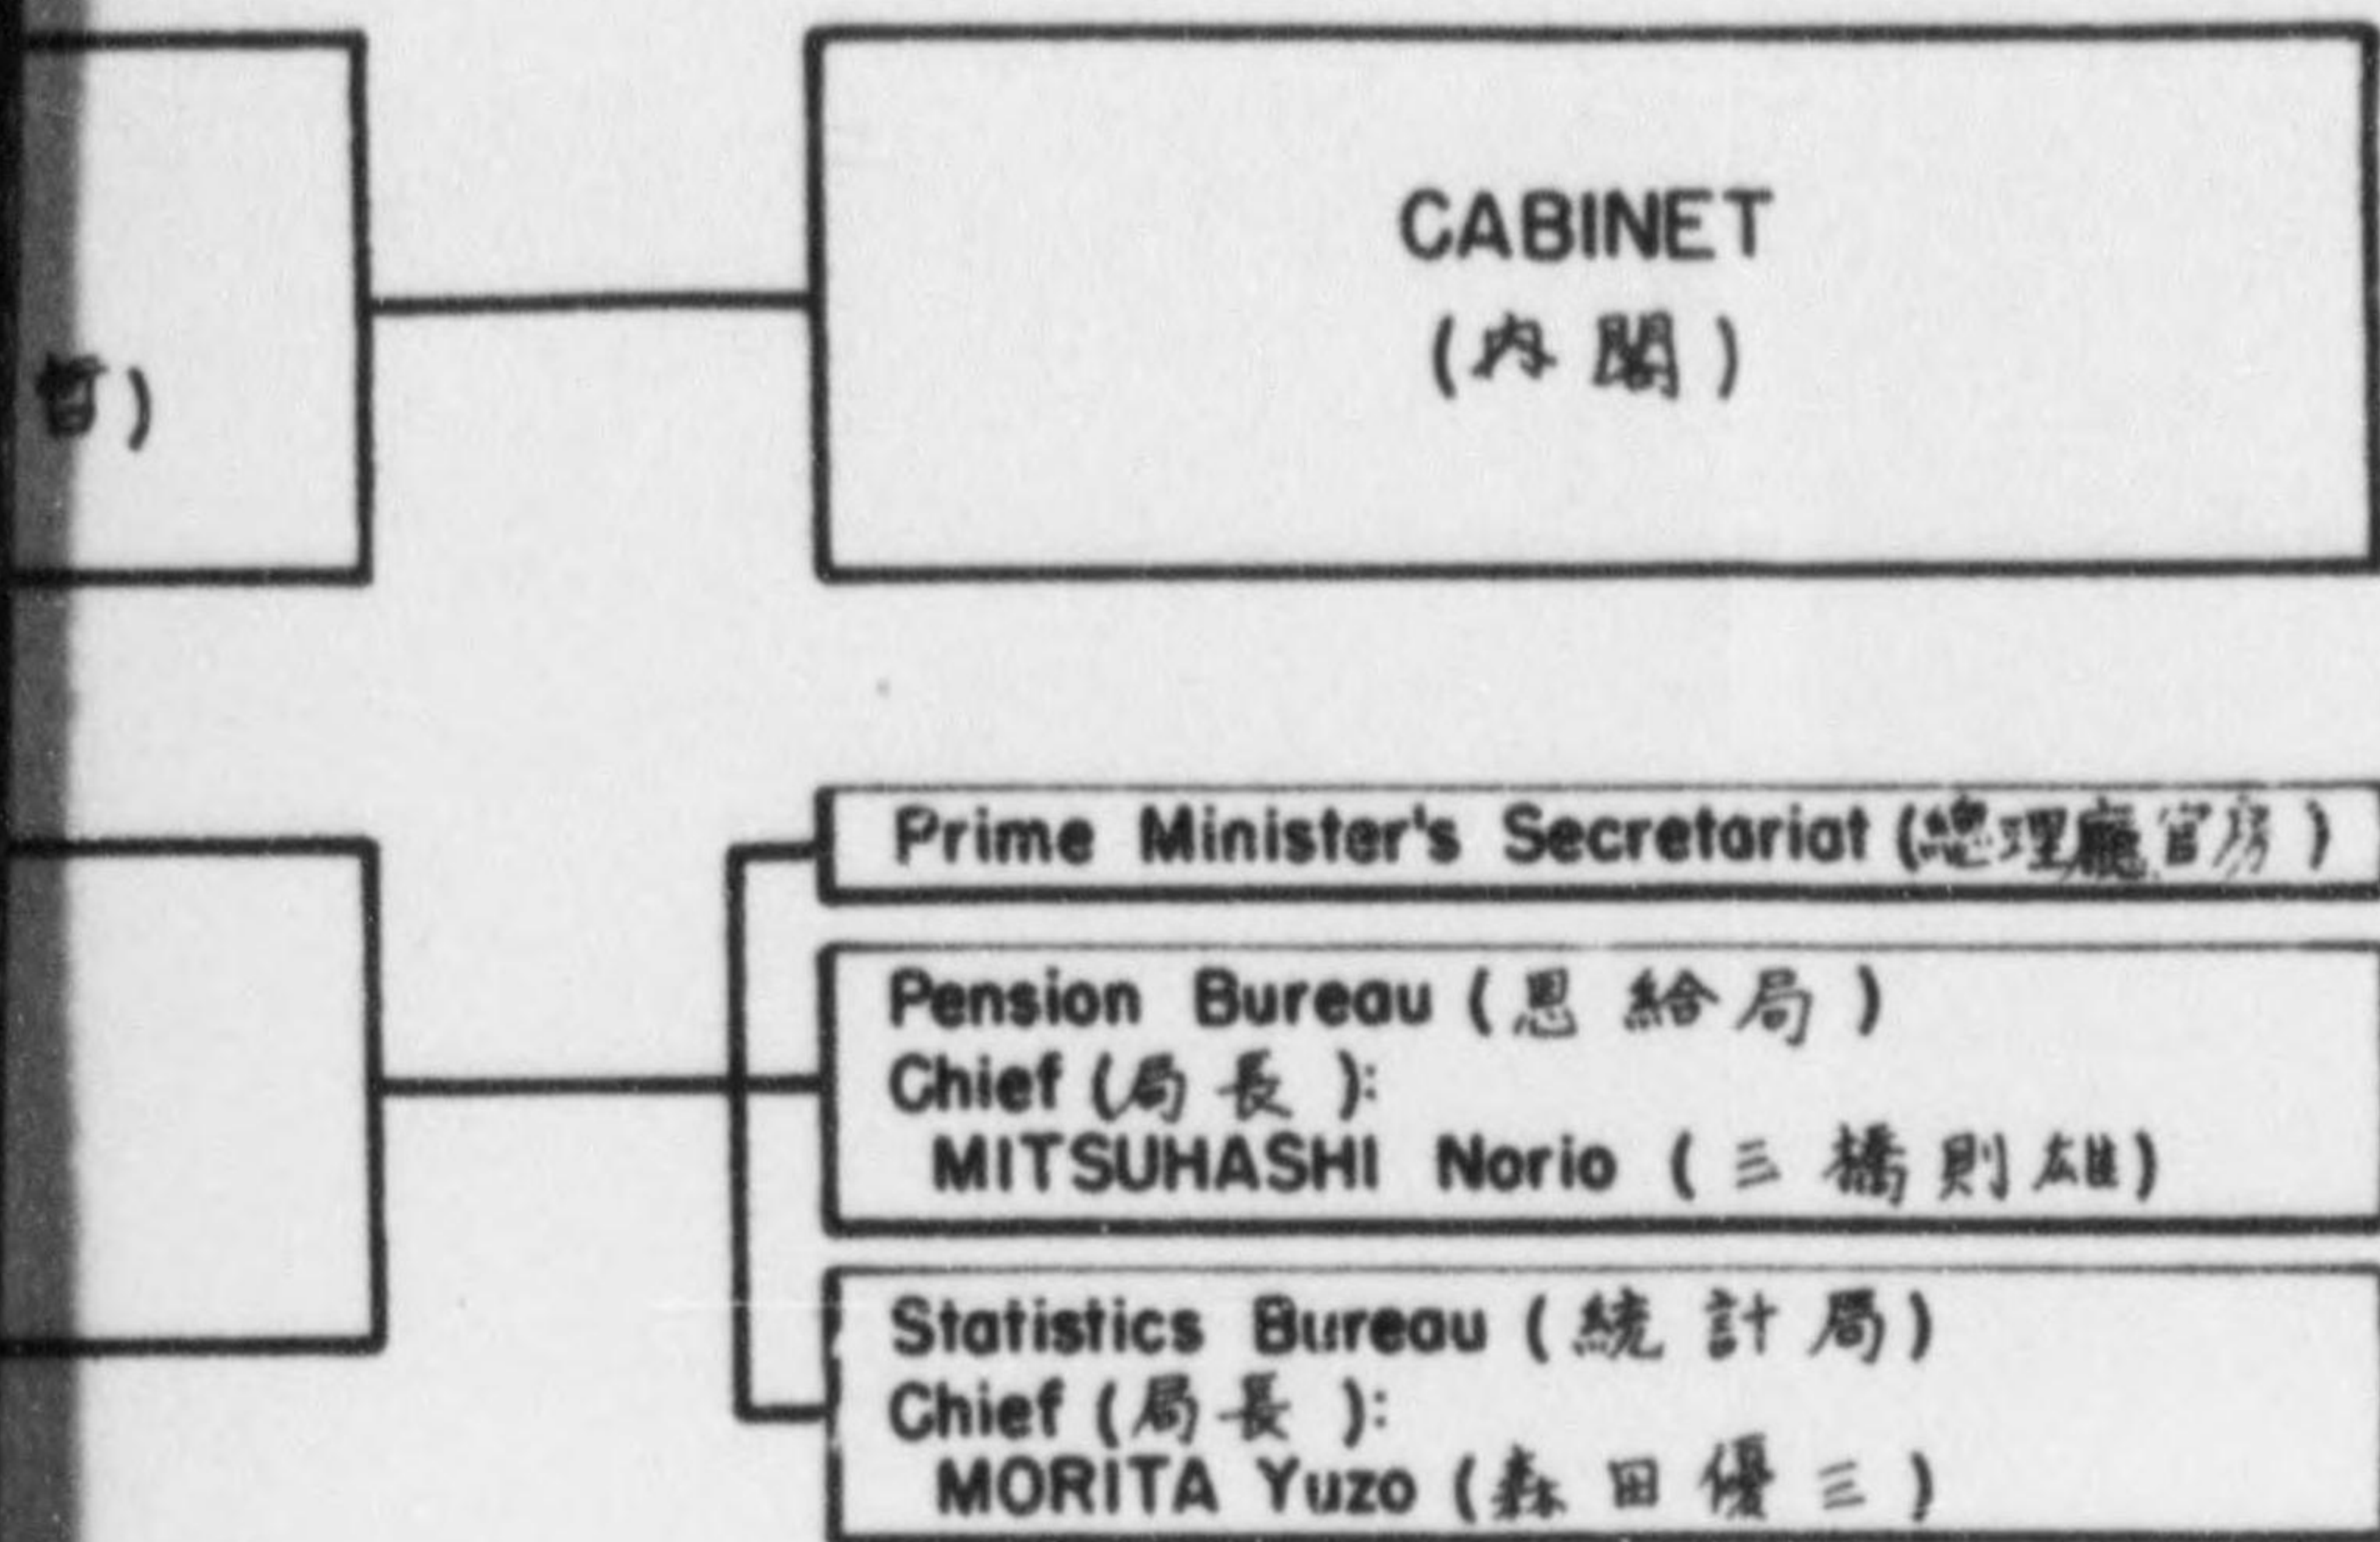 CABINET
(内閣)
Prime Minister's Secretariat (總理廳官房)
Pension Bureau (恩給局)
Chief (局長):
MITSUHASHI Norio (三橋則雄)
Statistics Bureau (統計局)
Chief (局長):
MORITA Yuzo (森田優三)